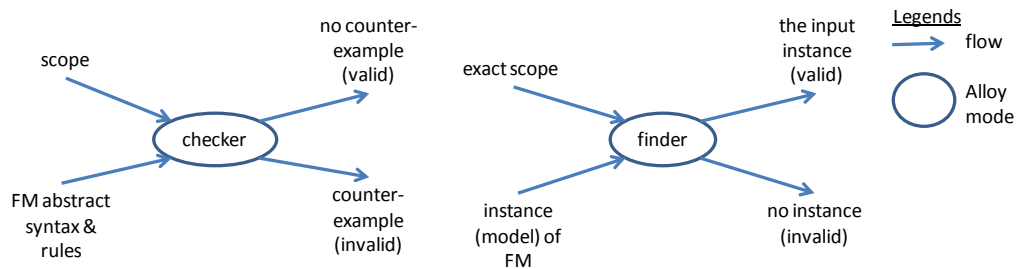 scope
FM abstract
syntax &
rules
checker
no counter-
example
(valid)
counter-
example
(invalid)
exact scope
instance
(model) of
FM
finder
the input
instance
(valid)
no instance
(invalid)
Legends
flow
Alloy
mode